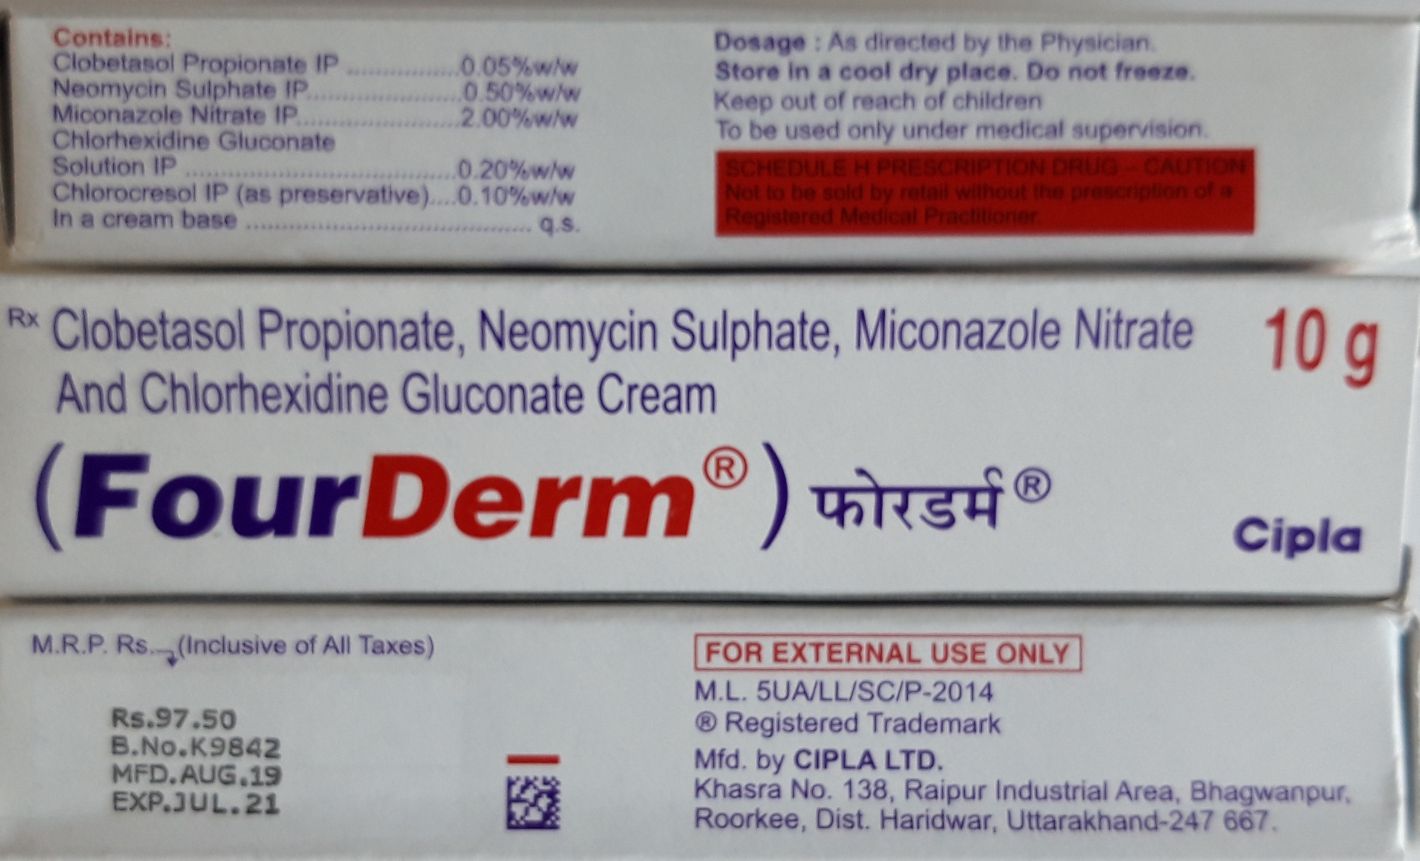 Contains:
Clobetasol Propionate IP .................0.05%w/w
Neomycin Sulphate IP.......................0.50%w/w
Miconazole Nitrate IP........................2.00%w/w
Chlorhexidine Gluconate
Solution IP ........................................0.20%w/w
Chlorocresol IP (as preservative)....0.10%w/w
In a cream base .......................................... q.s.
Dosage : As directed by the Physician.
Store in a cool dry place. Do not freeze.
Keep out of reach of children
To be used only under medical supervision.
SCHEDULE H PRESCRIPTION DRUG – CAUTION
Not to be sold by retail without the prescription of a
Registered Medical Practitioner.
Rx Clobetasol Propionate, Neomycin Sulphate, Miconazole Nitrate
And Chlorhexidine Gluconate Cream
10 g
(FourDerm®) फोरडर्म®
Cipla
M.R.P. Rs. (Inclusive of All Taxes)
Rs.97.50
B.No.K9842
MFD.AUG.19
EXP.JUL.21
FOR EXTERNAL USE ONLY
M.L. 5UA/LL/SC/P-2014
® Registered Trademark
Mfd. by CIPLA LTD.
Khasra No. 138, Raipur Industrial Area, Bhagwanpur,
Roorkee, Dist. Haridwar, Uttarakhand-247 667.